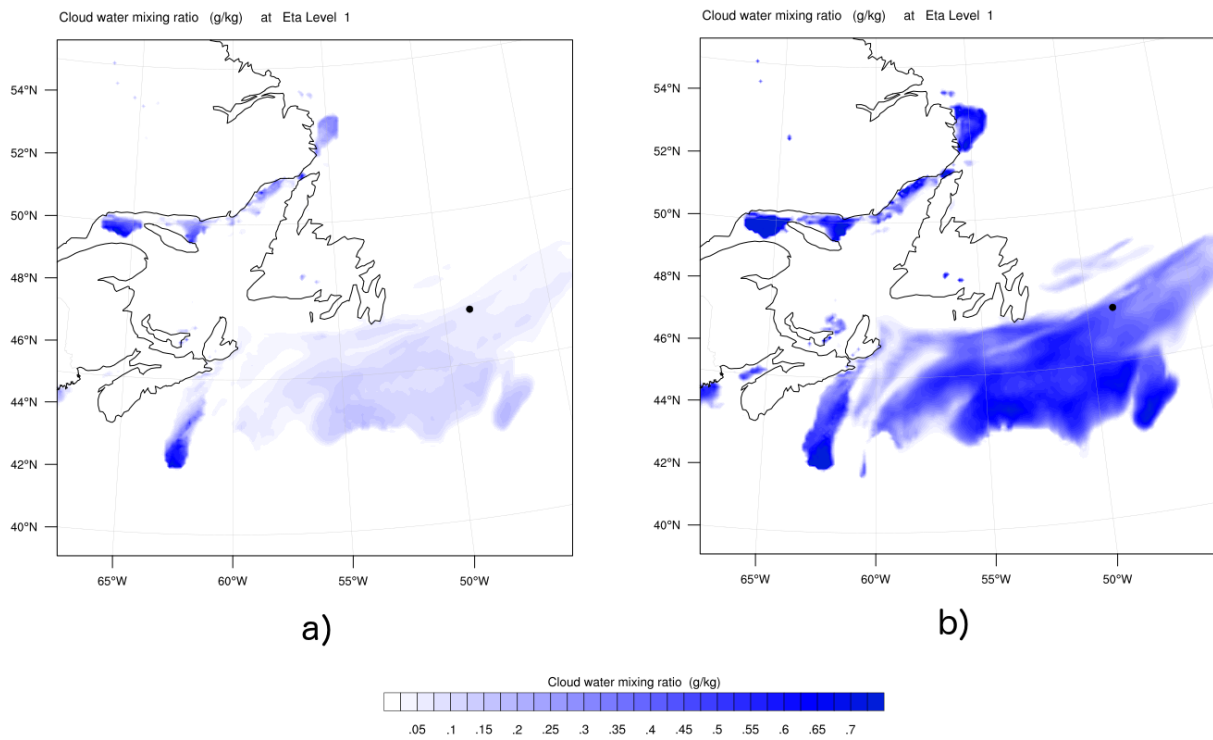 Cloud water mixing ratio (g/kg) at Eta Level 1
54°N
52°N
50°N
48°N
46°N
44°N
42°N
40°N
65°W 60°W 55°W 50°W
a)
Cloud water mixing ratio (g/kg) at Eta Level 1
54°N
52°N
50°N
48°N
46°N
44°N
42°N
40°N
65°W 60°W 55°W 50°W
b)
Cloud water mixing ratio (g/kg)
.05 .1 .15 .2 .25 .3 .35 .4 .45 .5 .55 .6 .65 .7